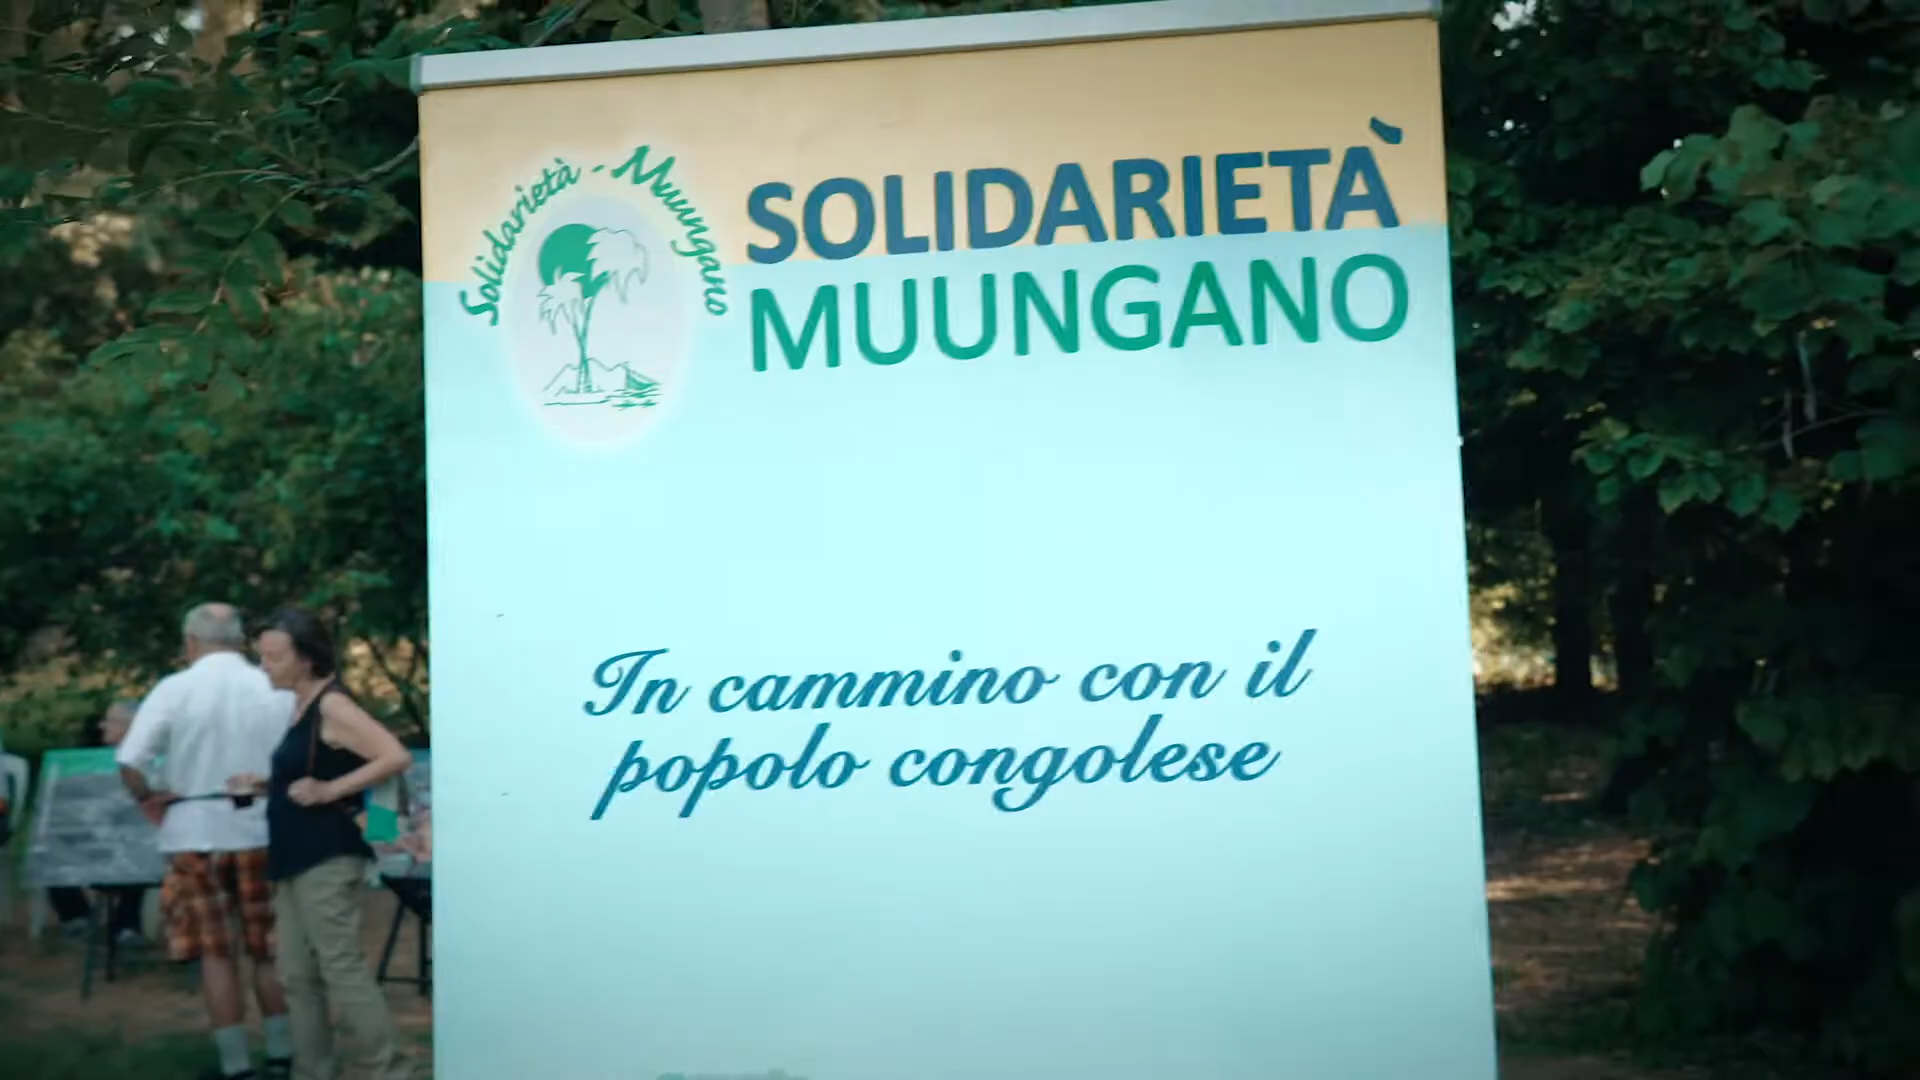 Solidarietà - Muungano
SOLIDARIETÀ
MUUNGANO
In cammino con il
popolo congolese